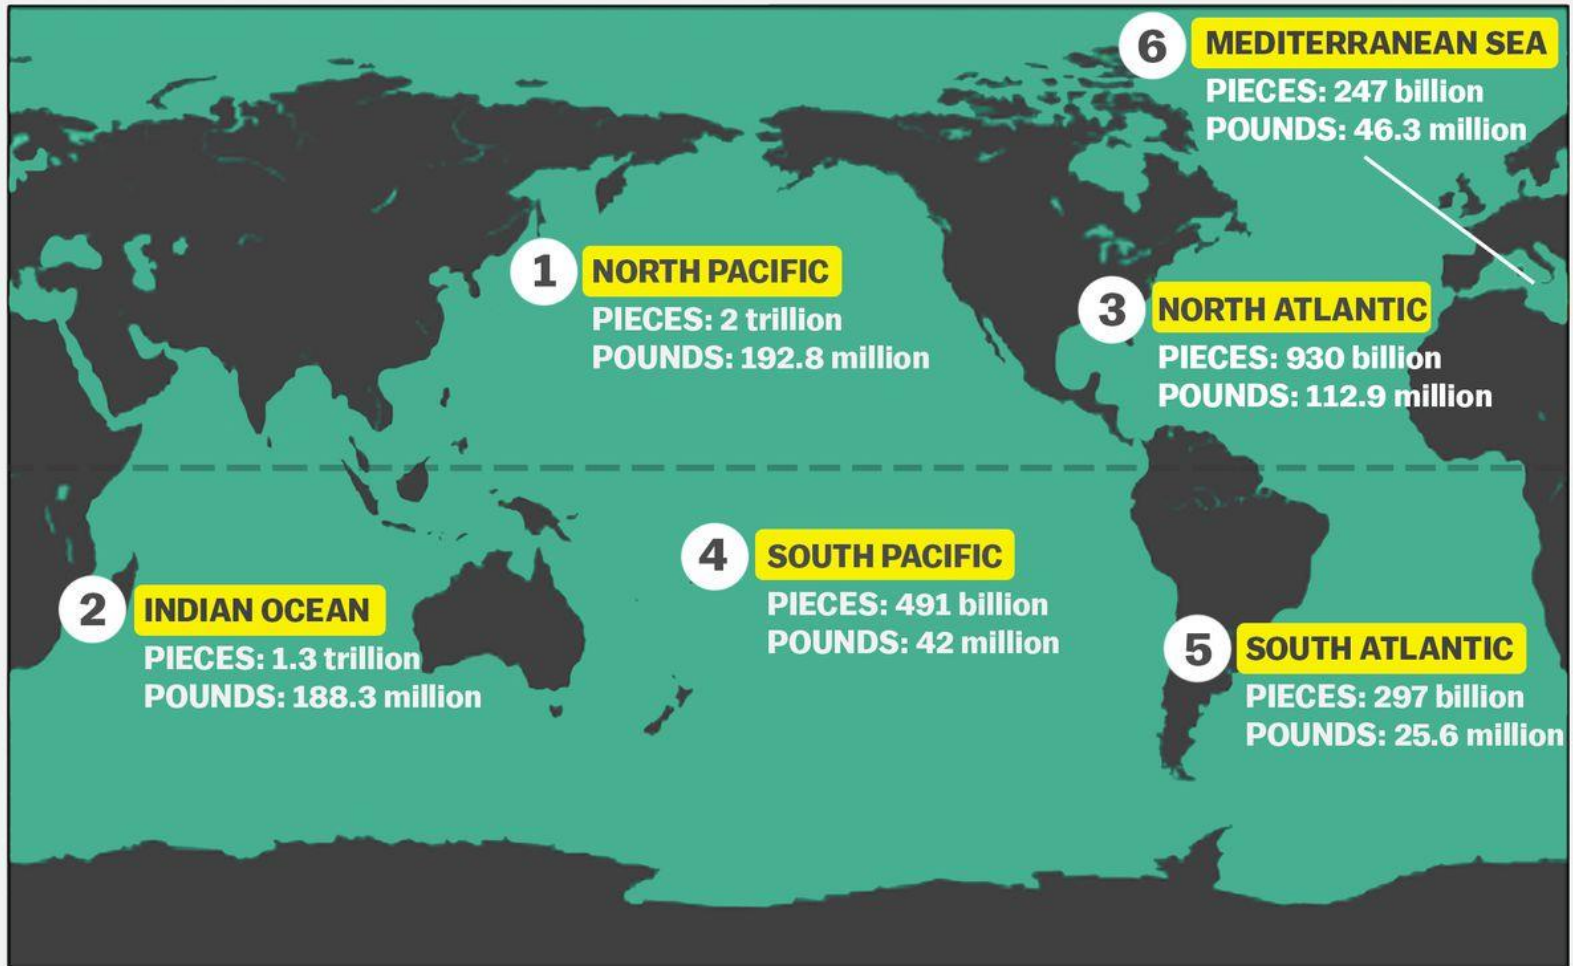 1
NORTH PACIFIC
PIECES: 2 trillion
POUNDS: 192.8 million
2
INDIAN OCEAN
PIECES: 1.3 trillion
POUNDS: 188.3 million
3
NORTH ATLANTIC
PIECES: 930 billion
POUNDS: 112.9 million
4
SOUTH PACIFIC
PIECES: 491 billion
POUNDS: 42 million
5
SOUTH ATLANTIC
PIECES: 297 billion
POUNDS: 25.6 million
6
MEDITERRANEAN SEA
PIECES: 247 billion
POUNDS: 46.3 million